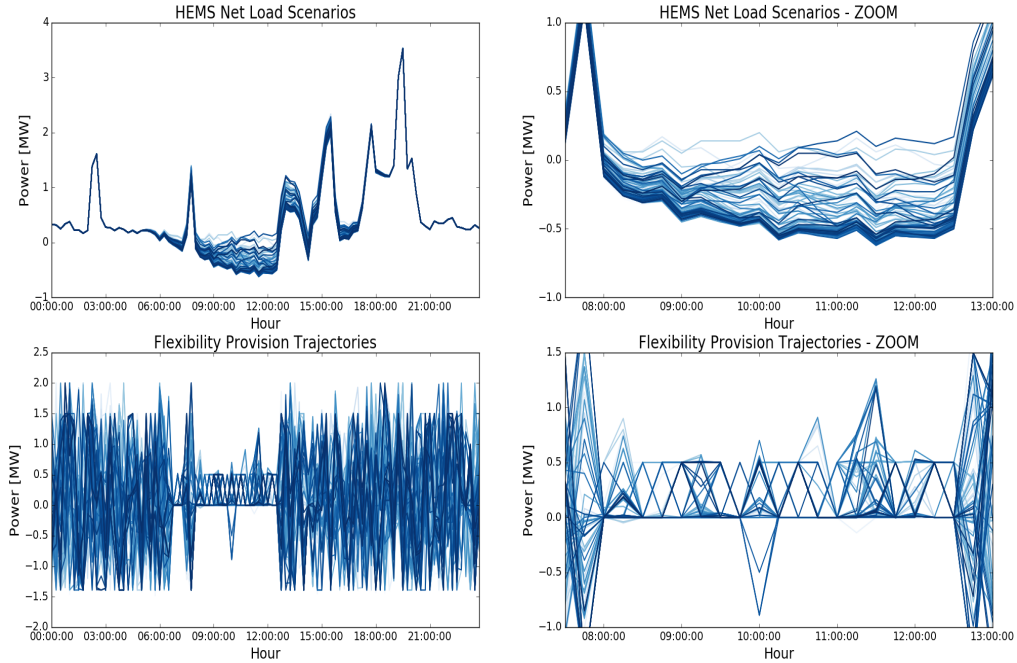 HEMS Net Load Scenarios
4
3
2
1
0
−1
Power [MW]
00:00:00 03:00:00 06:00:00 09:00:00 12:00:00 15:00:00 18:00:00 21:00:00
Hour
HEMS Net Load Scenarios - ZOOM
1.0
0.5
0.0
−0.5
−1.0
Power [MW]
08:00:00 09:00:00 10:00:00 11:00:00 12:00:00 13:00:00
Hour
Flexibility Provision Trajectories
2.5
2.0
1.5
1.0
0.5
0.0
−0.5
−1.0
−1.5
−2.0
Power [MW]
00:00:00 03:00:00 06:00:00 09:00:00 12:00:00 15:00:00 18:00:00 21:00:00
Hour
Flexibility Provision Trajectories - ZOOM
1.5
1.0
0.5
0.0
−0.5
−1.0
Power [MW]
08:00:00 09:00:00 10:00:00 11:00:00 12:00:00 13:00:00
Hour